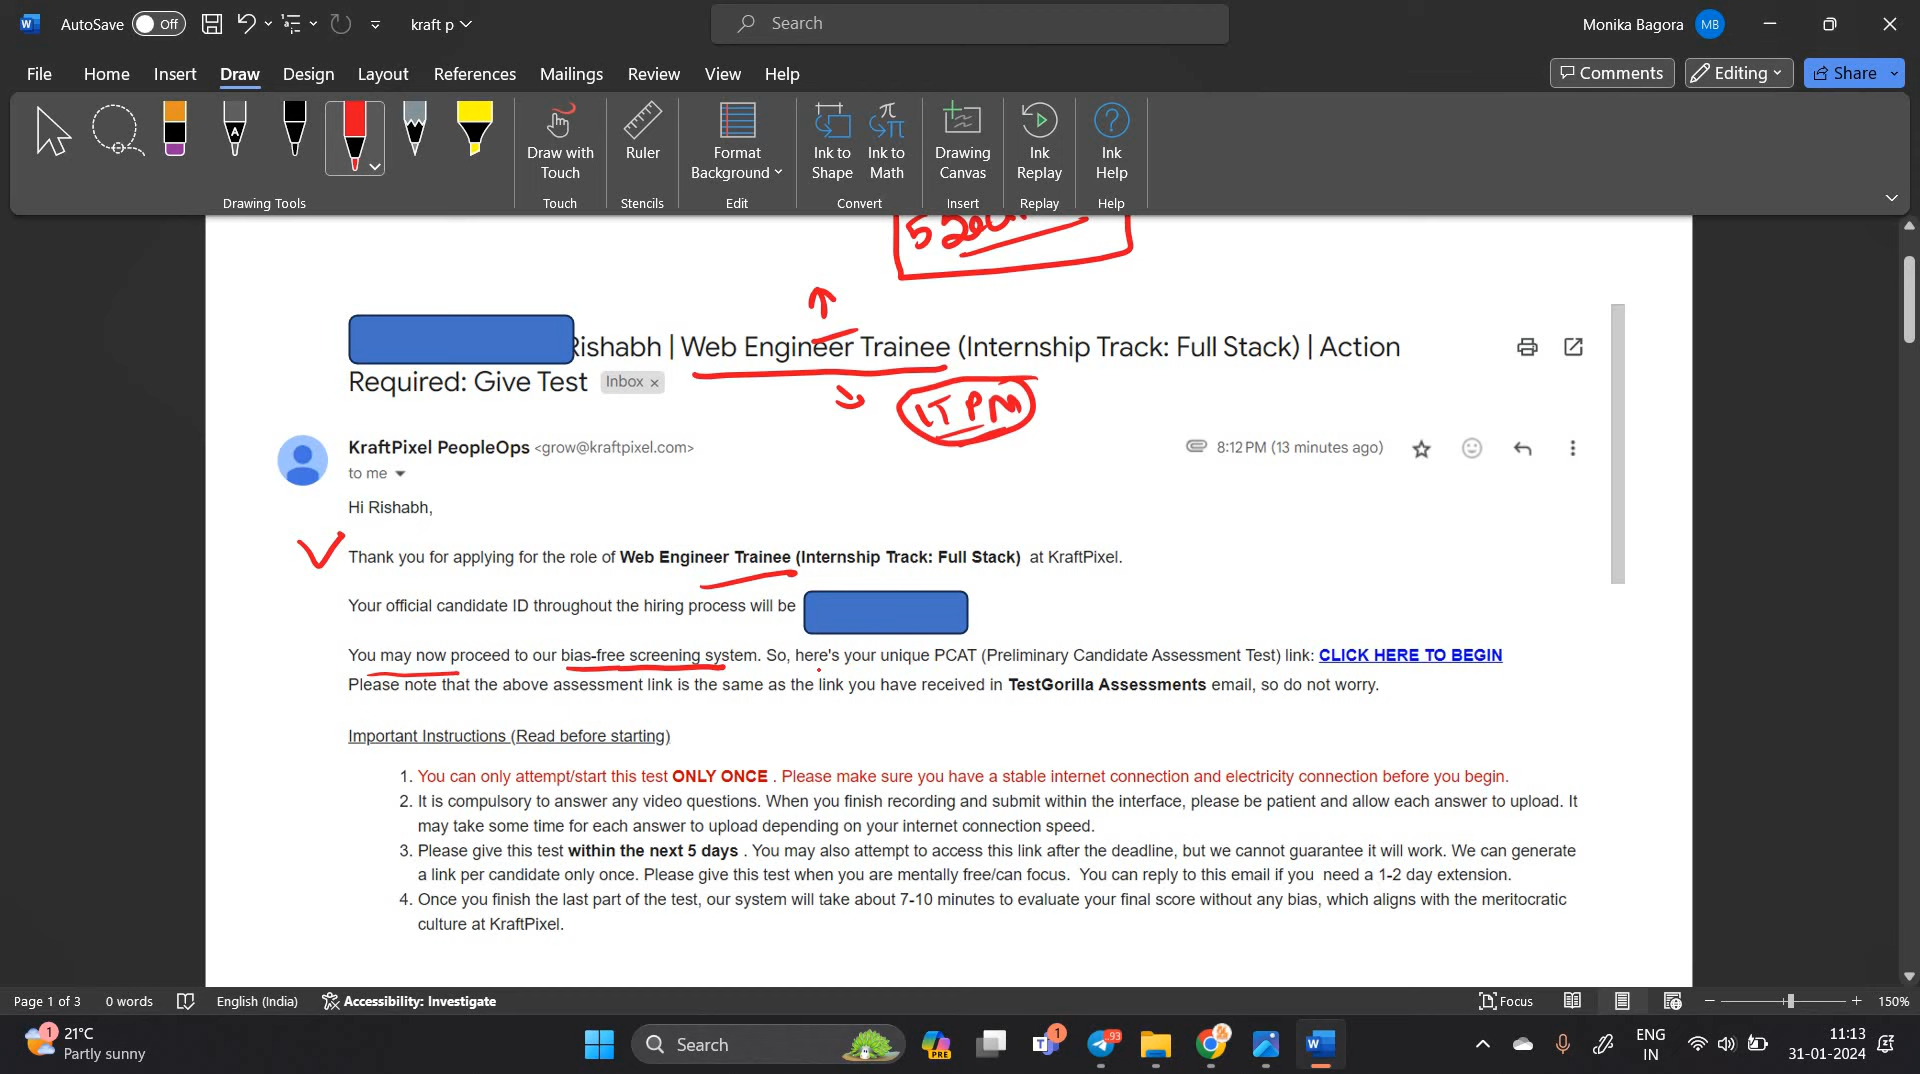 AutoSave Off kraft p Search Monika Bagora MB
File Home Insert Draw Design Layout References Mailings Review View Help Comments Editing Share
A
Draw with Touch
Ruler
Format Background
Ink to Shape
Ink to Math
Drawing Canvas
Ink Replay
Ink Help
Drawing Tools Touch Stencils Edit Convert Insert Replay Help
5
Rishabh | Web Engineer Trainee (Internship Track: Full Stack) | Action
Required: Give Test Inbox ×
IT PM
KraftPixel PeopleOps <grow@kraftpixel.com> 8:12 PM (13 minutes ago)
to me
Hi Rishabh,
Thank you for applying for the role of Web Engineer Trainee (Internship Track: Full Stack) at KraftPixel.
Your official candidate ID throughout the hiring process will be
You may now proceed to our bias-free screening system. So, here's your unique PCAT (Preliminary Candidate Assessment Test) link: CLICK HERE TO BEGIN
Please note that the above assessment link is the same as the link you have received in TestGorilla Assessments email, so do not worry.
Important Instructions (Read before starting)
1. You can only attempt/start this test ONLY ONCE . Please make sure you have a stable internet connection and electricity connection before you begin.
2. It is compulsory to answer any video questions. When you finish recording and submit within the interface, please be patient and allow each answer to upload. It
may take some time for each answer to upload depending on your internet connection speed.
3. Please give this test within the next 5 days . You may also attempt to access this link after the deadline, but we cannot guarantee it will work. We can generate
a link per candidate only once. Please give this test when you are mentally free/can focus. You can reply to this email if you need a 1-2 day extension.
4. Once you finish the last part of the test, our system will take about 7-10 minutes to evaluate your final score without any bias, which aligns with the meritocratic
culture at KraftPixel.
Page 1 of 3 0 words English (India) Accessibility: Investigate Focus 150%
1 21°C
Partly sunny
Search PRE 1 .93
ENG
IN
11:13
31-01-2024